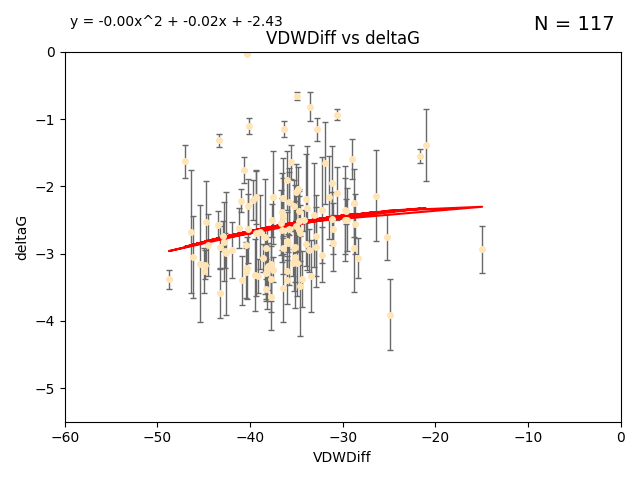 y = -0.00x^2 + -0.02x + -2.43
N = 117
VDWDiff vs deltaG
0
−1
−2
−3
−4
−5
deltaG
−60 −50 −40 −30 −20 −10 0
VDWDiff